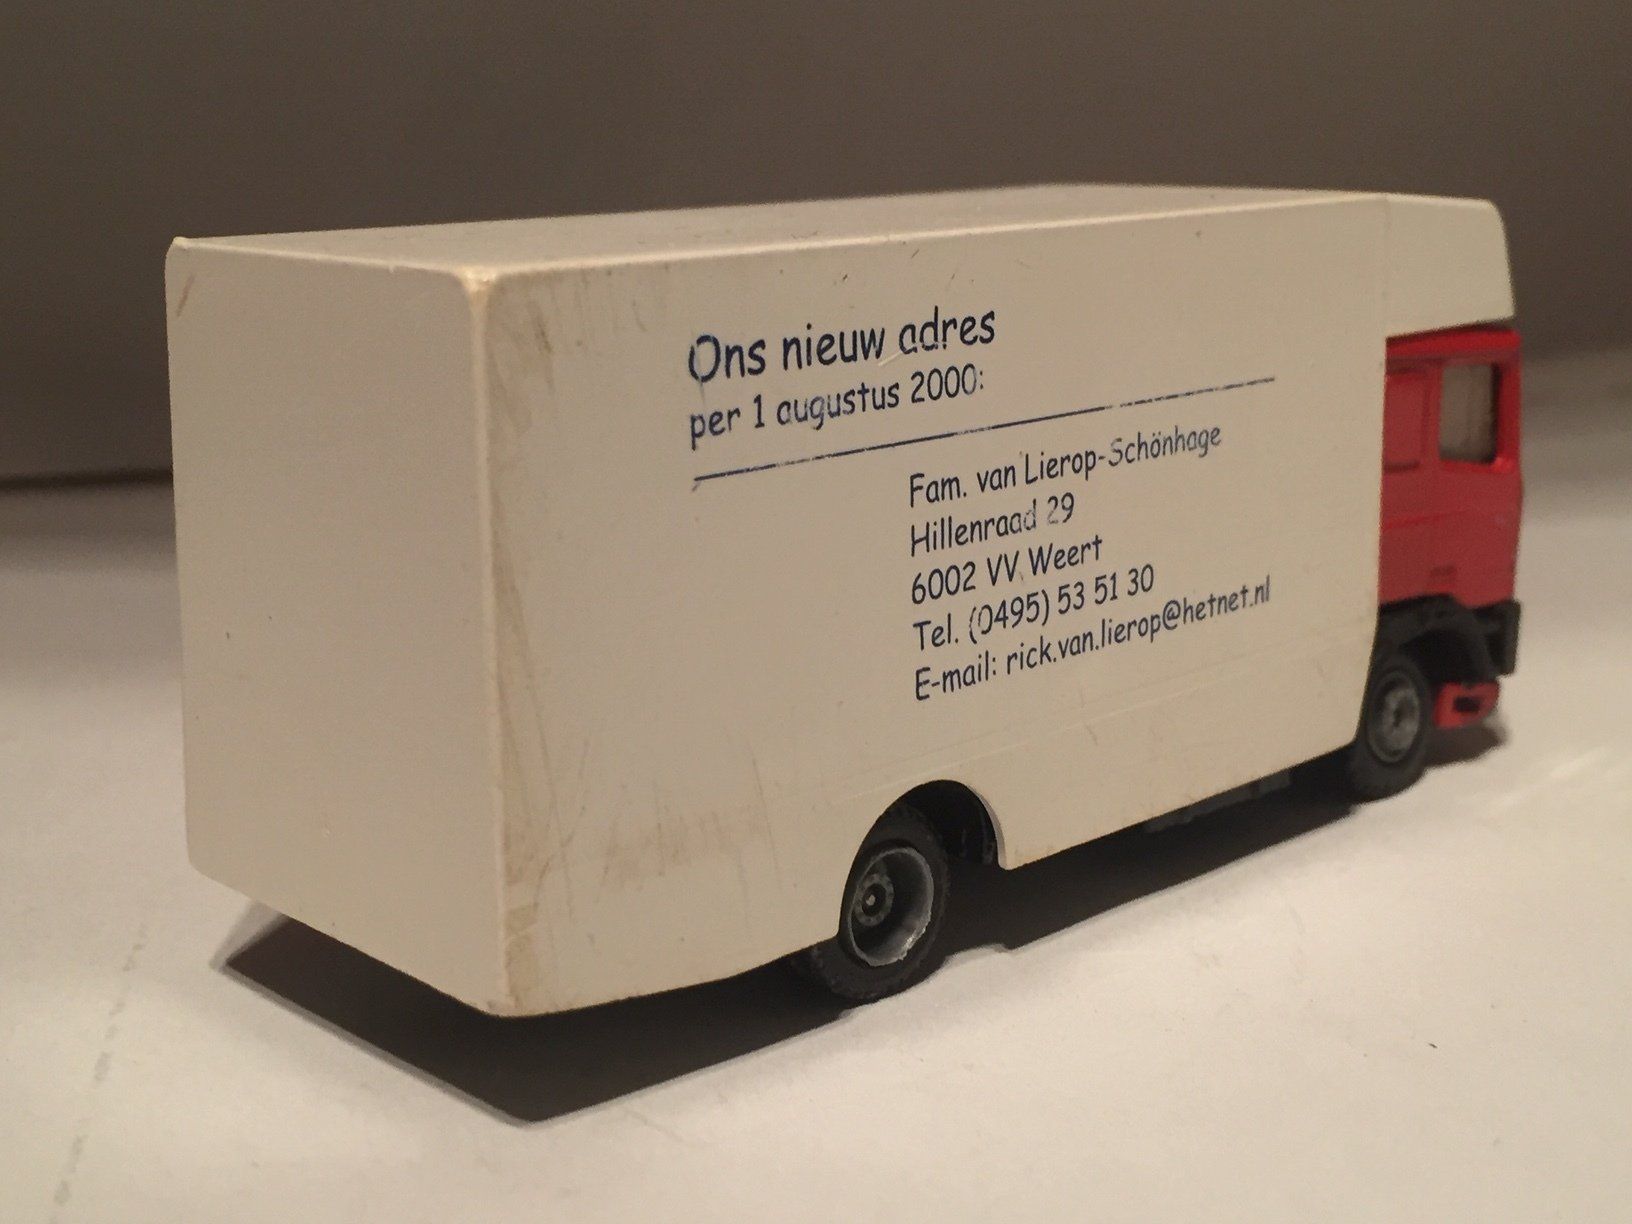 Ons nieuw adres
per 1 augustus 2000:
Fam. van Lierop-Schönhage
Hillenraad 29
6002 VV Weert
Tel. (0495) 53 51 30
E-mail: rick.van.lierop@hetnet.nl